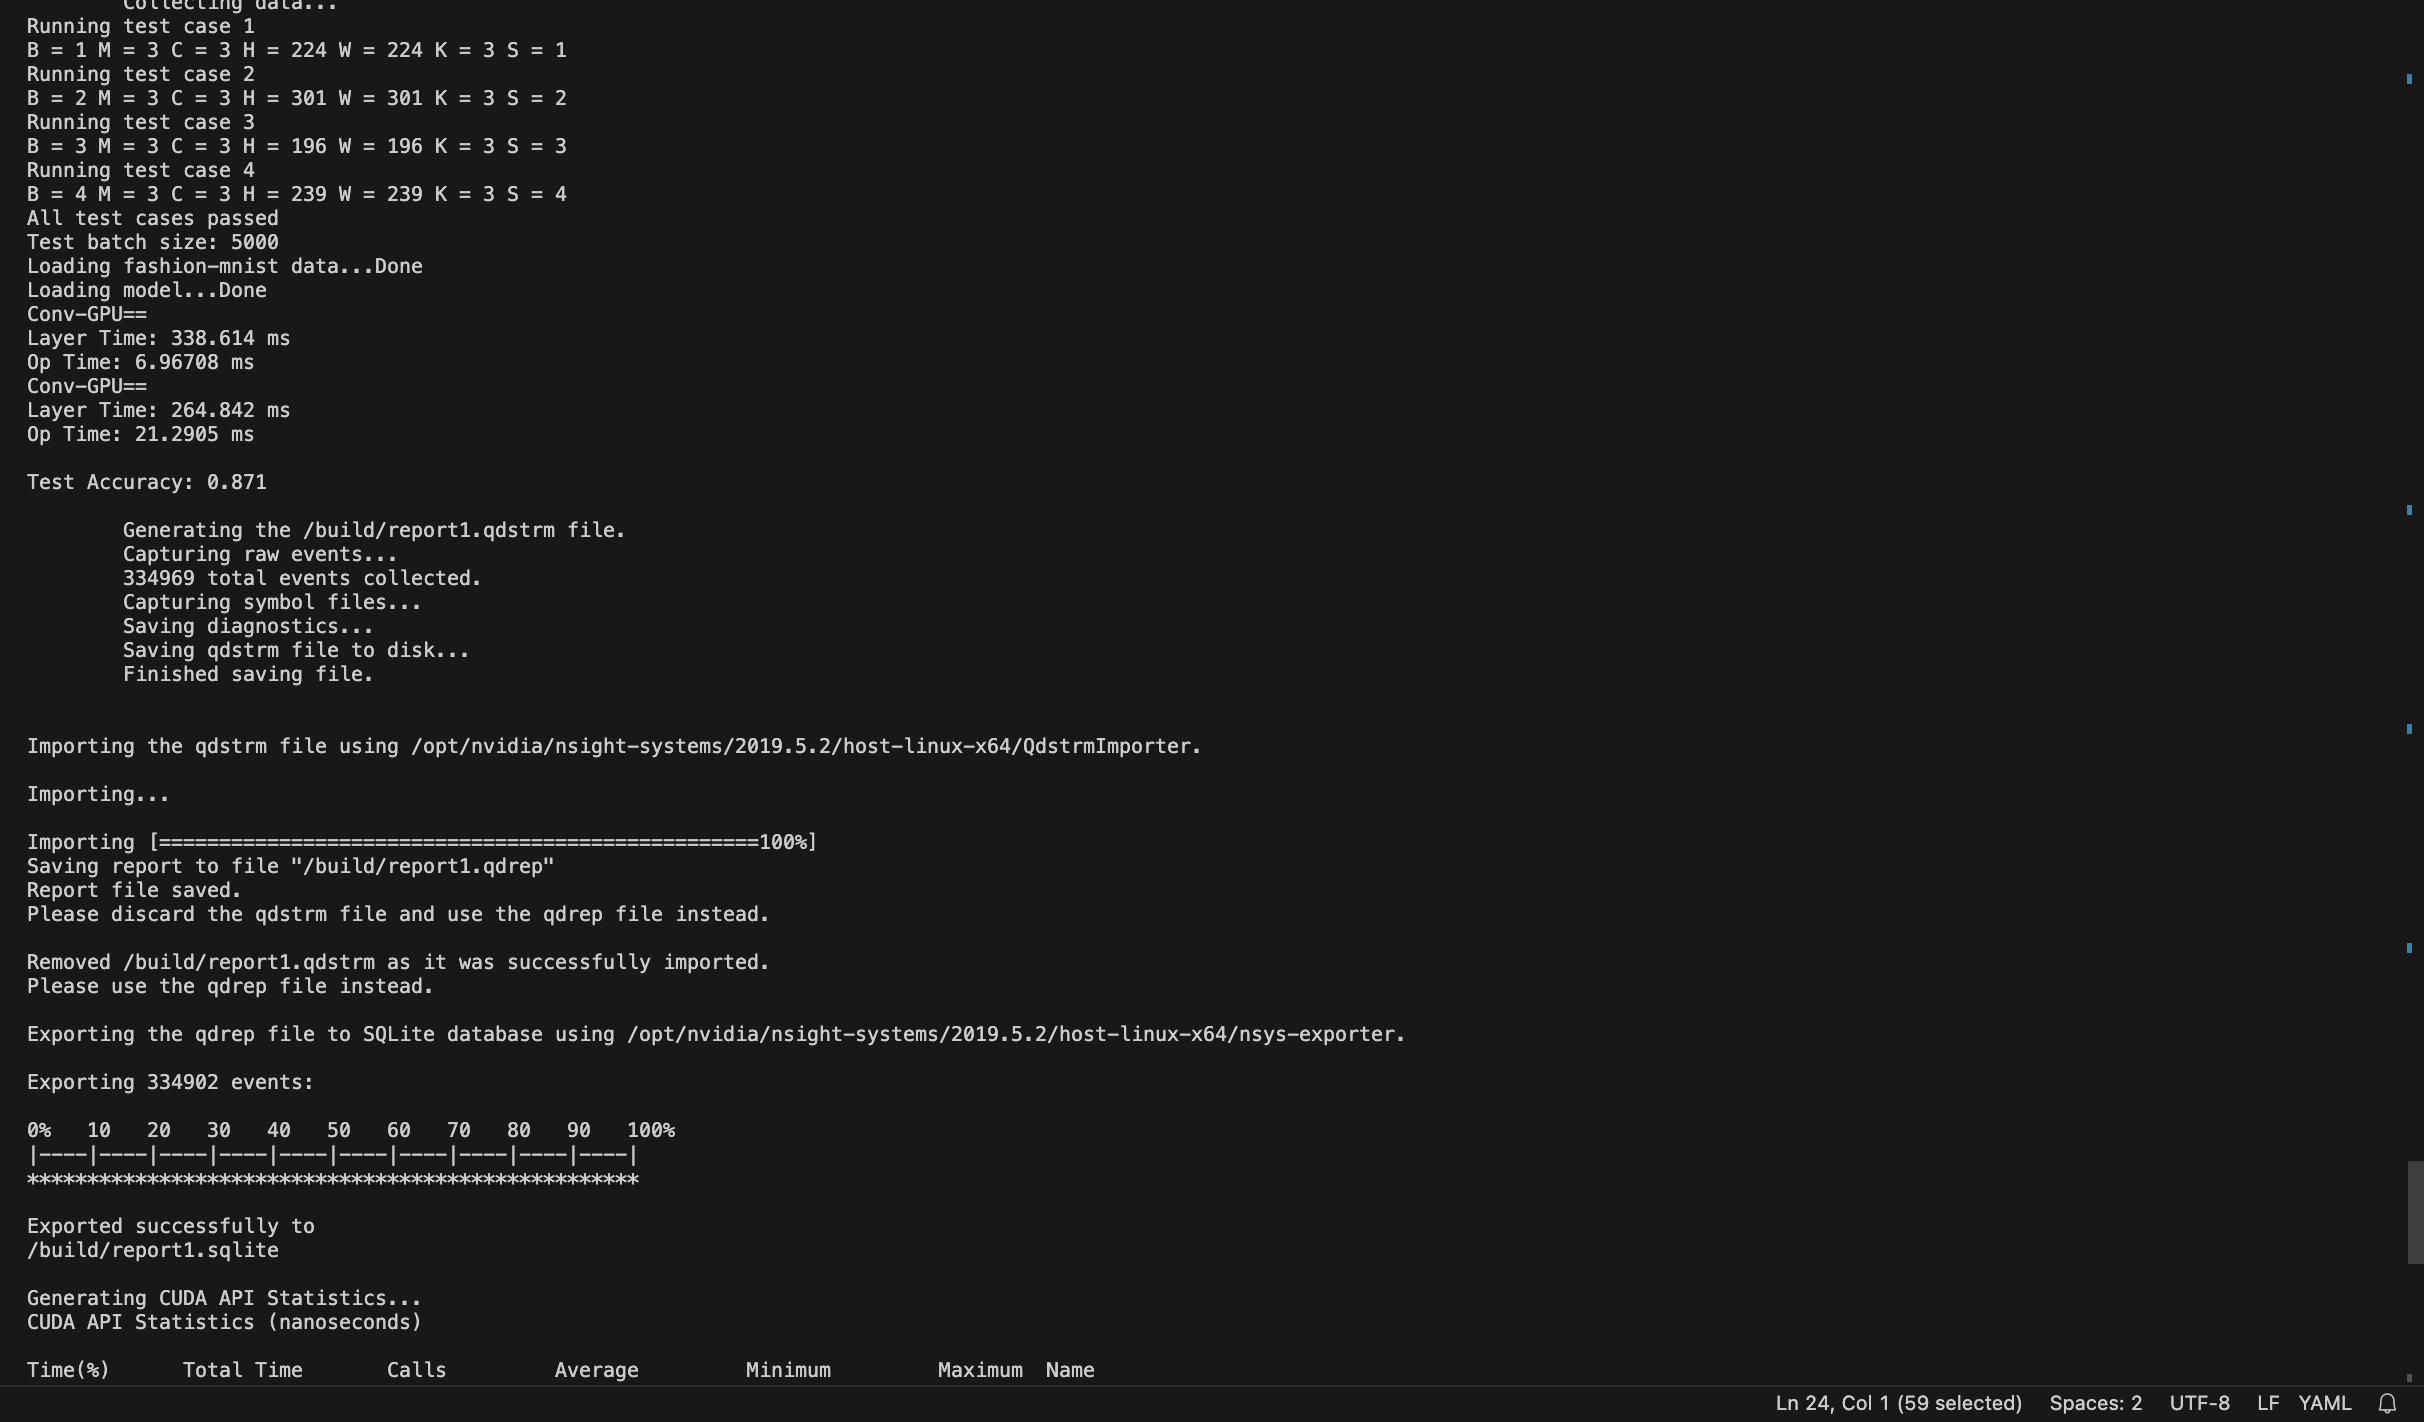 Collecting data...
Running test case 1
B = 1 M = 3 C = 3 H = 224 W = 224 K = 3 S = 1
Running test case 2
B = 2 M = 3 C = 3 H = 301 W = 301 K = 3 S = 2
Running test case 3
B = 3 M = 3 C = 3 H = 196 W = 196 K = 3 S = 3
Running test case 4
B = 4 M = 3 C = 3 H = 239 W = 239 K = 3 S = 4
All test cases passed
Test batch size: 5000
Loading fashion-mnist data...Done
Loading model...Done
Conv-GPU==
Layer Time: 338.614 ms
Op Time: 6.96708 ms
Conv-GPU==
Layer Time: 264.842 ms
Op Time: 21.2905 ms
Test Accuracy: 0.871
Generating the /build/report1.qdstrm file.
Capturing raw events...
334969 total events collected.
Capturing symbol files...
Saving diagnostics...
Saving qdstrm file to disk...
Finished saving file.
Importing the qdstrm file using /opt/nvidia/nsight-systems/2019.5.2/host-linux-x64/QdstrmImporter.
Importing...
Importing [==================================================100%]
Saving report to file "/build/report1.qdrep"
Report file saved.
Please discard the qdstrm file and use the qdrep file instead.
Removed /build/report1.qdstrm as it was successfully imported.
Please use the qdrep file instead.
Exporting the qdrep file to SQLite database using /opt/nvidia/nsight-systems/2019.5.2/host-linux-x64/nsys-exporter.
Exporting 334902 events:
0%   10   20   30   40   50   60   70   80   90   100%
|----|----|----|----|----|----|----|----|----|----|
***************************************************
Exported successfully to
/build/report1.sqlite
Generating CUDA API Statistics...
CUDA API Statistics (nanoseconds)
Time(%)      Total Time       Calls         Average         Minimum         Maximum  Name
Ln 24, Col 1 (59 selected)   Spaces: 2   UTF-8   LF   YAML